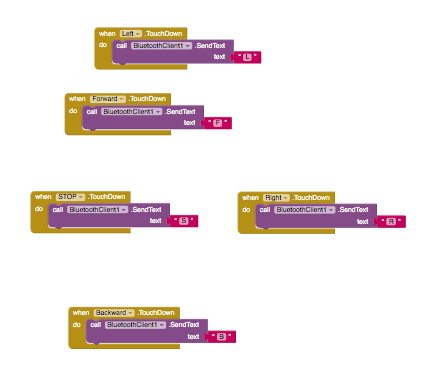 when Left .TouchDown
do call BluetoothClient1 .SendText
text " L "
when Forward .TouchDown
do call BluetoothClient1 .SendText
text " F "
when STOP .TouchDown
do call BluetoothClient1 .SendText
text " S "
when Right .TouchDown
do call BluetoothClient1 .SendText
text " R "
when Backward .TouchDown
do call BluetoothClient1 .SendText
text " B "